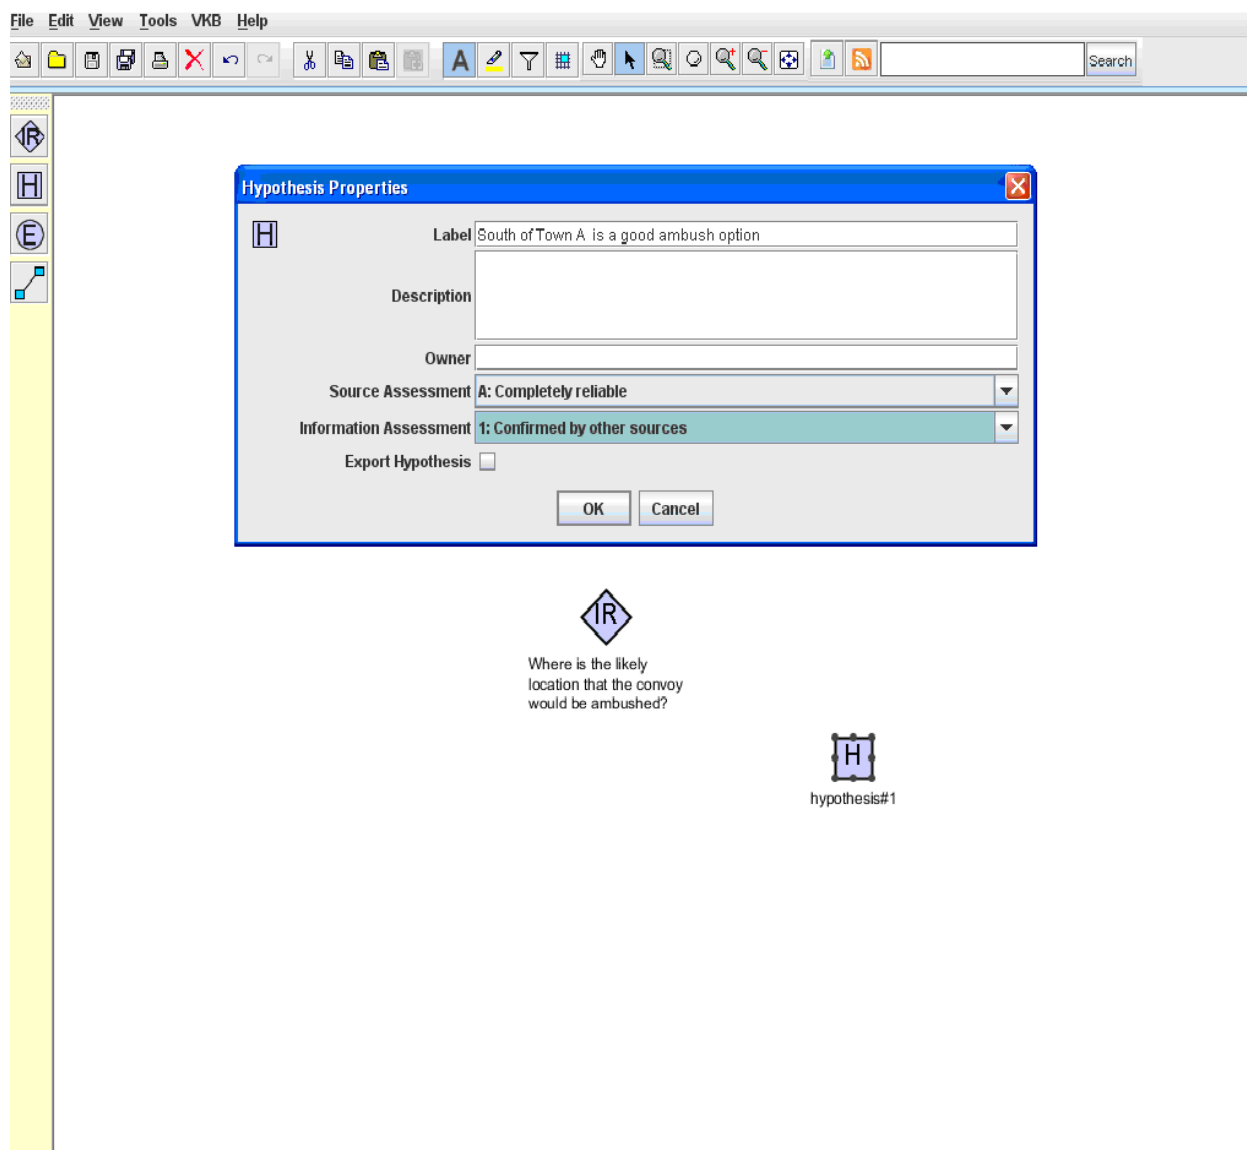 File Edit View Tools VKB Help
A Search
IR
H
E
Hypothesis Properties
H Label South of Town A is a good ambush option
Description
Owner
Source Assessment A: Completely reliable
Information Assessment 1: Confirmed by other sources
Export Hypothesis
OK Cancel
IR
Where is the likely
location that the convoy
would be ambushed?
H
hypothesis#1